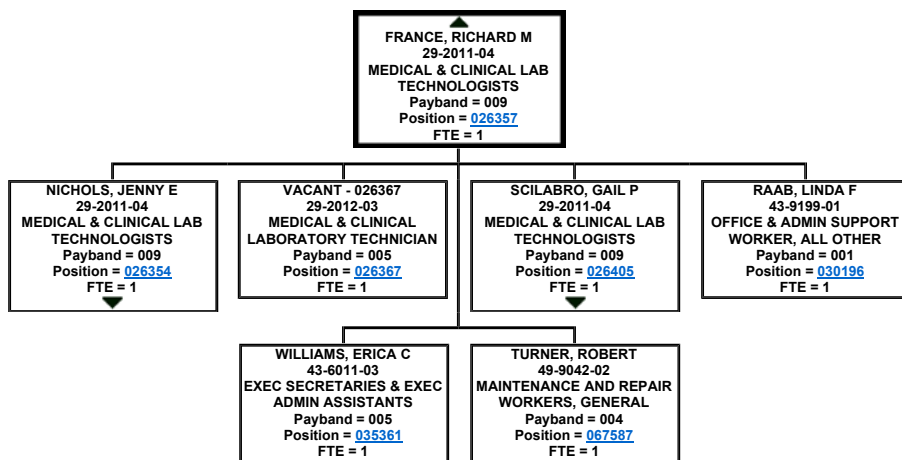 FRANCE, RICHARD M
29-2011-04
MEDICAL & CLINICAL LAB
TECHNOLOGISTS
Payband = 009
Position = 026357
FTE = 1
NICHOLS, JENNY E
29-2011-04
MEDICAL & CLINICAL LAB
TECHNOLOGISTS
Payband = 009
Position = 026354
FTE = 1
VACANT - 026367
29-2012-03
MEDICAL & CLINICAL
LABORATORY TECHNICIAN
Payband = 005
Position = 026367
FTE = 1
SCILABRO, GAIL P
29-2011-04
MEDICAL & CLINICAL LAB
TECHNOLOGISTS
Payband = 009
Position = 026405
FTE = 1
RAAB, LINDA F
43-9199-01
OFFICE & ADMIN SUPPORT
WORKER, ALL OTHER
Payband = 001
Position = 030196
FTE = 1
WILLIAMS, ERICA C
43-6011-03
EXEC SECRETARIES & EXEC
ADMIN ASSISTANTS
Payband = 005
Position = 035361
FTE = 1
TURNER, ROBERT
49-9042-02
MAINTENANCE AND REPAIR
WORKERS, GENERAL
Payband = 004
Position = 067587
FTE = 1